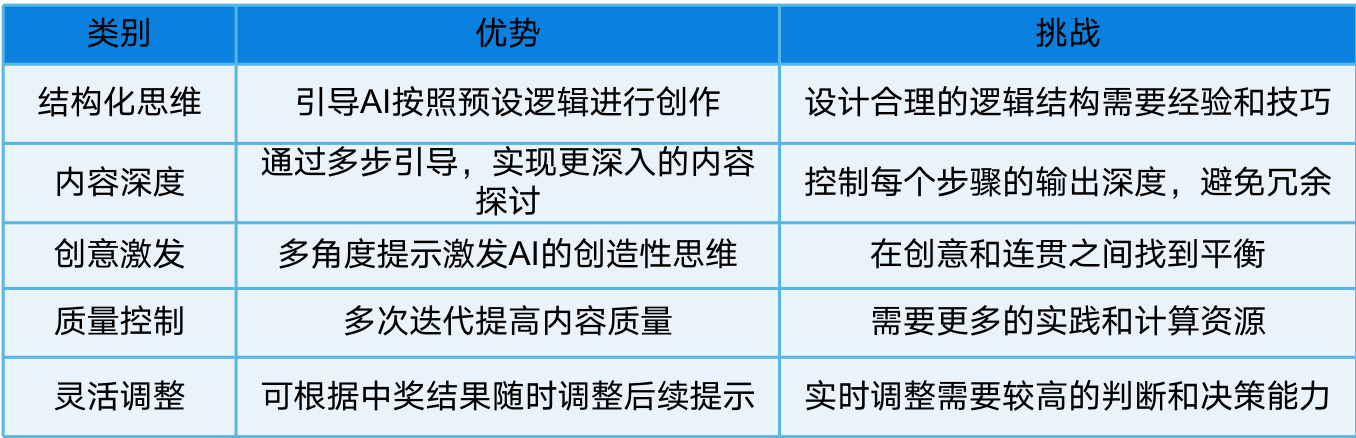 类别 优势 挑战
结构化思维 引导AI按照预设逻辑进行创作 设计合理的逻辑结构需要经验和技巧
内容深度 通过多步引导，实现更深入的内容
探讨 控制每个步骤的输出深度，避免冗余
创意激发 多角度提示激发AI的创造性思维 在创意和连贯之间找到平衡
质量控制 多次迭代提高内容质量 需要更多的实践和计算资源
灵活调整 可根据中奖结果随时调整后续提示 实时调整需要较高的判断和决策能力